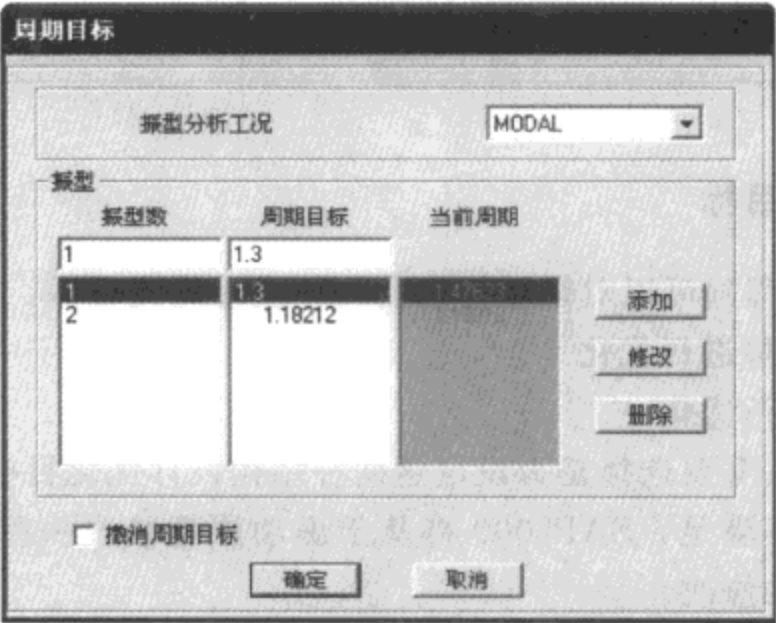 周期目标
振型分析工况 MODAL
振型
振型数 周期目标 当前周期
1 1.3
1 1.3
2 1.18212
添加
修改
删除
撤消周期目标
确定 取消